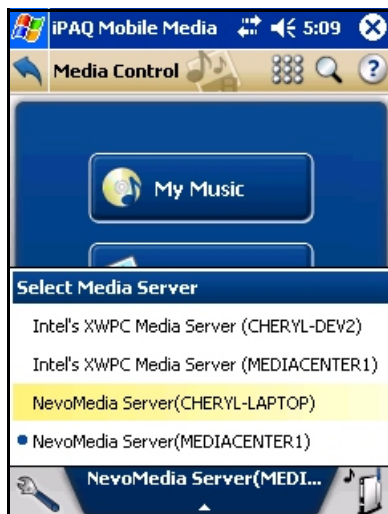 iPAQ Mobile Media 5:09
Media Control ?
My Music
Select Media Server
Intel's XWPC Media Server (CHERYL-DEV2)
Intel's XWPC Media Server (MEDIACENTER1)
NevoMedia Server(CHERYL-LAPTOP)
NevoMedia Server(MEDIACENTER1)
NevoMedia Server(MEDI...